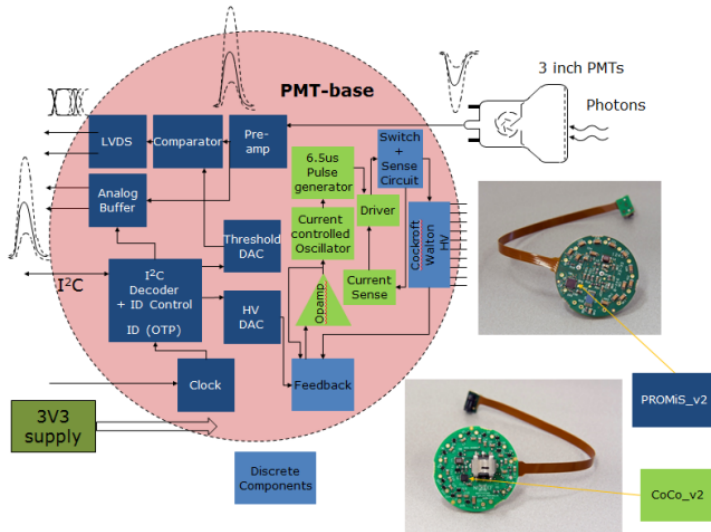 PMT-base
3 inch PMTs
Photons
LVDS
Comparator
Pre-
amp
6.5us
Pulse
generator
Switch
+
Sense
Circuit
Analog
Buffer
Current
controlled
Oscillator
Driver
Cockroft
Walton
HV
Threshold
DAC
I²C
I²C
Decoder
+ ID Control
ID (OTP)
HV
DAC
Opamp
Current
Sense
Clock
Feedback
3V3
supply
Discrete
Components
PROMiS_v2
CoCo_v2